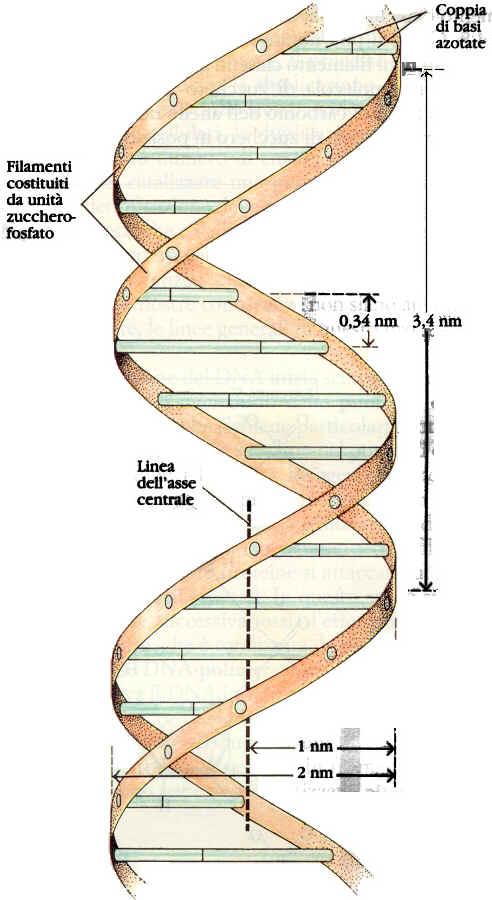 Coppia
di basi
azotate
Filamenti
costituiti
da unità
zucchero-
fosfato
0,34 nm
3,4 nm
Linea
dell'asse
centrale
1 nm
2 nm